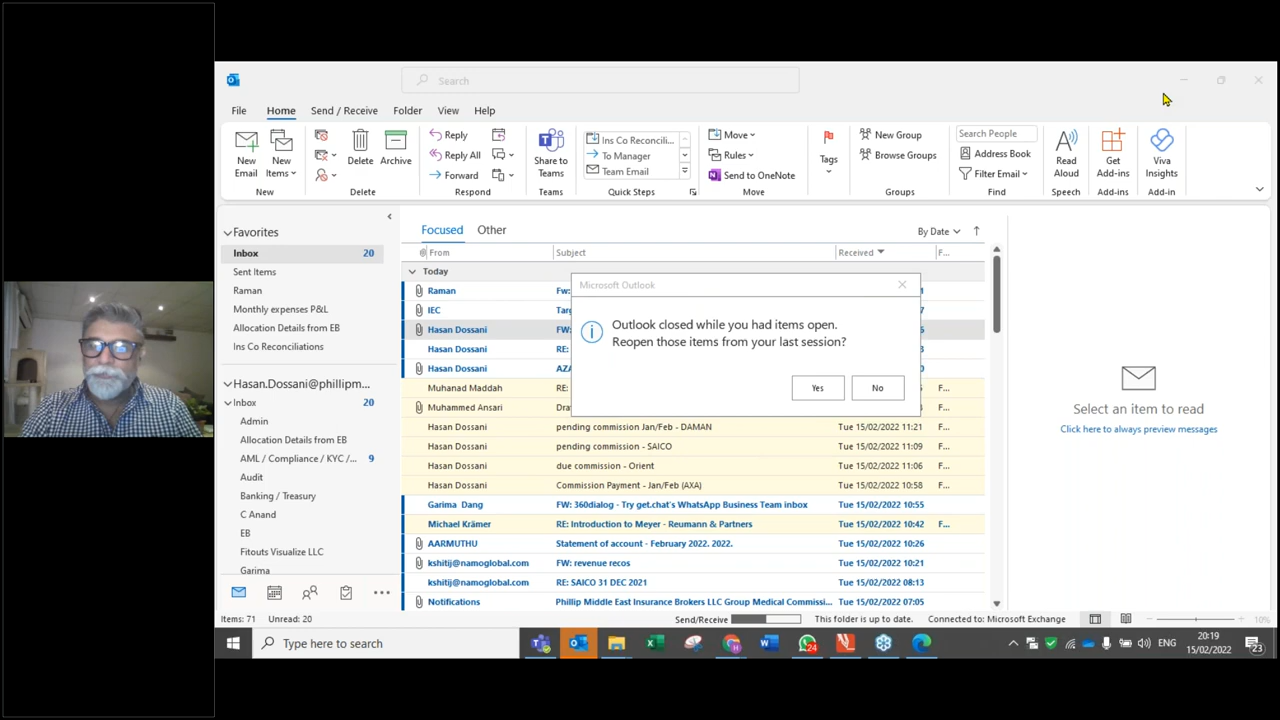 Search
File Home Send / Receive Folder View Help
New Email
New Items
New
Delete
Archive
Delete
Reply
Reply All
Forward
Respond
Share to Teams
Teams
Ins Co Reconcili...
To Manager
Team Email
Quick Steps
Move
Rules
Send to OneNote
Move
Tags
New Group
Browse Groups
Groups
Search People
Address Book
Filter Email
Find
Read Aloud
Speech
Get Add-ins
Add-ins
Viva Insights
Add-in
Favorites
Inbox 20
Sent Items
Raman
Monthly expenses P&L
Allocation Details from EB
Ins Co Reconciliations
Hasan.Dossani@phillipm...
Inbox 20
Admin
Allocation Details from EB
AML / Compliance / KYC /... 9
Audit
Banking / Treasury
C Anand
EB
Fitouts Visualize LLC
Garima
Focused Other
By Date
From Subject Received F...
Today
Raman Fw: 1
IEC Targ 7
Hasan Dossani FW: 6
Hasan Dossani RE:
Hasan Dossani AZA 0
Muhanad Maddah RE: F...
Muhammed Ansari Dra F...
Hasan Dossani pending commission Jan/Feb - DAMAN Tue 15/02/2022 11:21 F...
Hasan Dossani pending commission - SAICO Tue 15/02/2022 11:09 F...
Hasan Dossani due commission - Orient Tue 15/02/2022 11:06 F...
Hasan Dossani Commission Payment - Jan/Feb (AXA) Tue 15/02/2022 10:58 F...
Garima Dang FW: 360dialog - Try get.chat's WhatsApp Business Team inbox Tue 15/02/2022 10:55
Michael Krämer RE: Introduction to Meyer - Reumann & Partners Tue 15/02/2022 10:42 F...
AARMUTHU Statement of account - February 2022. 2022. Tue 15/02/2022 10:26
kshitij@namoglobal.com FW: revenue recos Tue 15/02/2022 10:21
kshitij@namoglobal.com RE: SAICO 31 DEC 2021 Tue 15/02/2022 08:13
Notifications Phillip Middle East Insurance Brokers LLC Group Medical Commissi... Tue 15/02/2022 07:05
Microsoft Outlook
Outlook closed while you had items open.
Reopen those items from your last session?
Yes No
Select an item to read
Click here to always preview messages
Items: 71 Unread: 20 Send/Receive This folder is up to date. Connected to: Microsoft Exchange 10%
Type here to search
24
ENG
20:19
15/02/2022
23